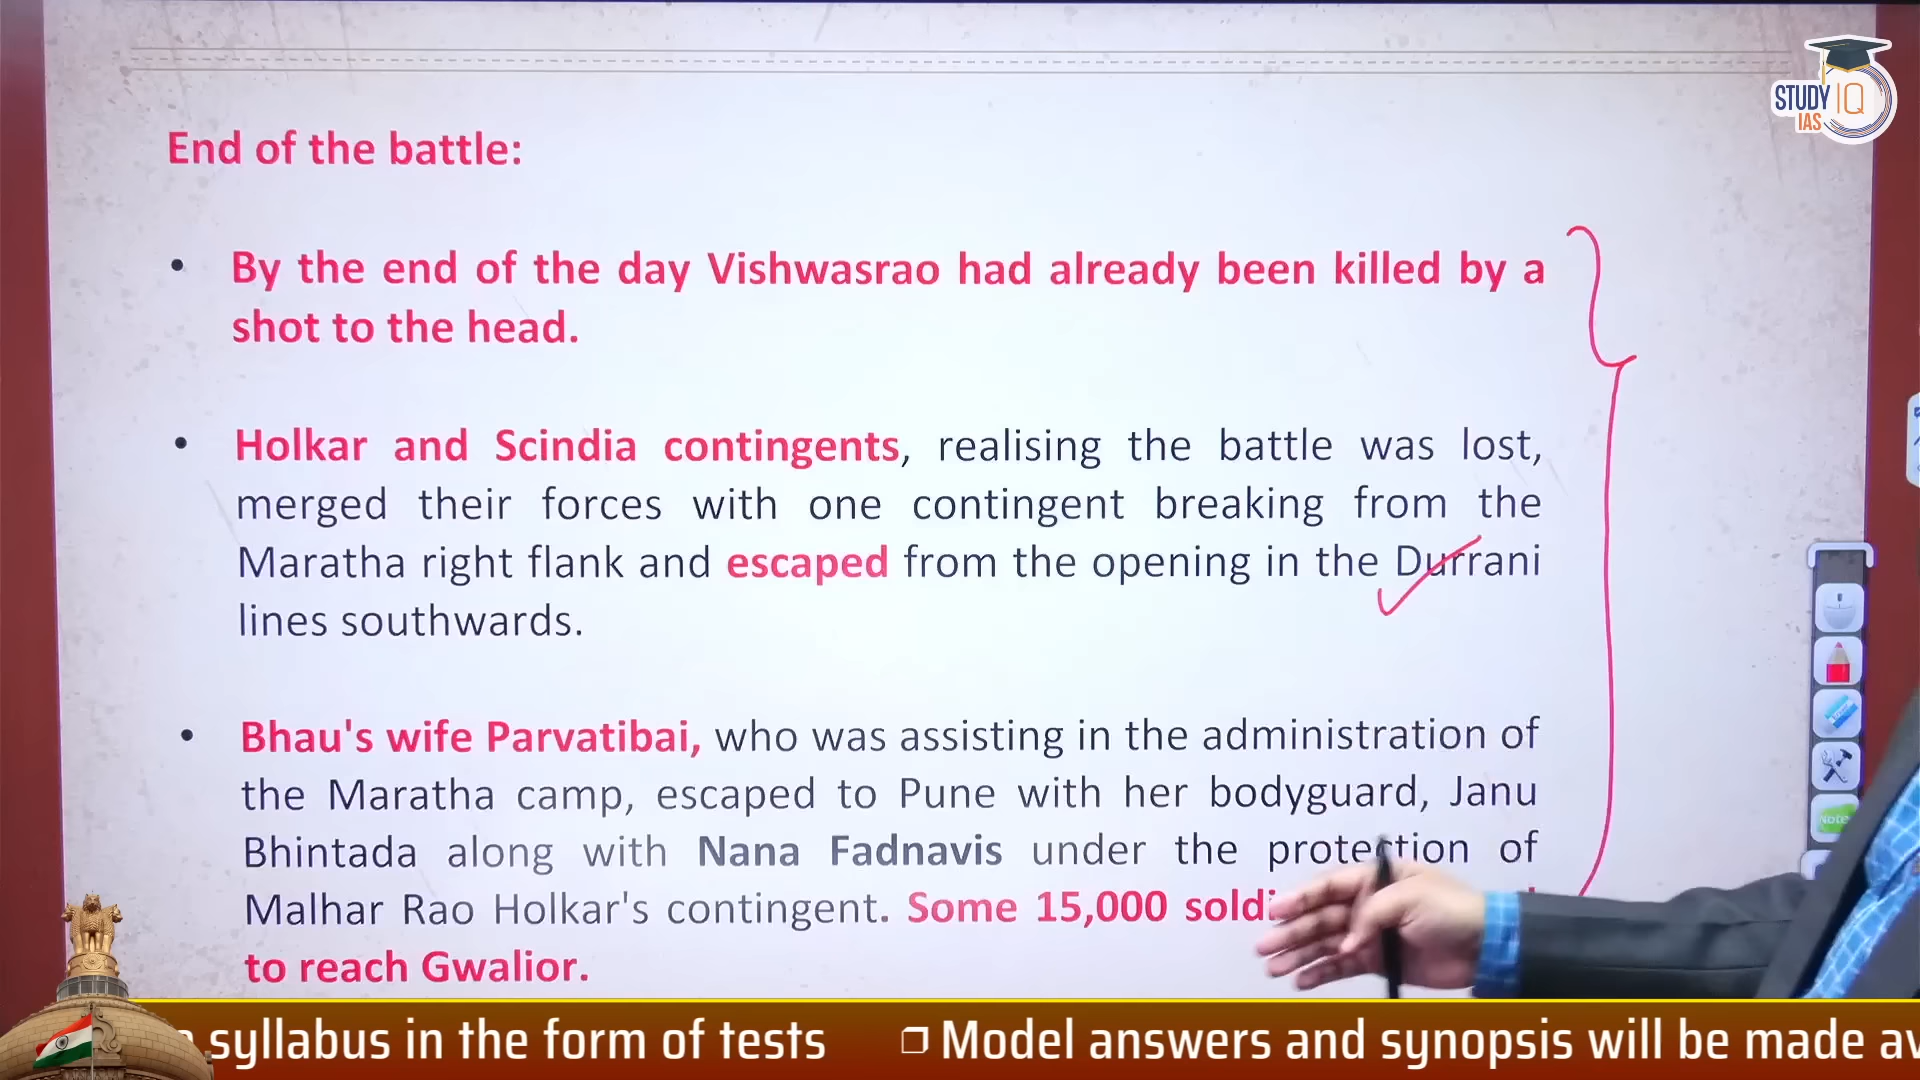 STUDY IQ
IAS
End of the battle:
• By the end of the day Vishwasrao had already been killed by a
shot to the head.
• Holkar and Scindia contingents, realising the battle was lost,
merged their forces with one contingent breaking from the
Maratha right flank and escaped from the opening in the Durrani
lines southwards.
• Bhau's wife Parvatibai, who was assisting in the administration of
the Maratha camp, escaped to Pune with her bodyguard, Janu
Bhintada along with Nana Fadnavis under the protection of
Malhar Rao Holkar's contingent. Some 15,000
to reach Gwalior.
Note
syllabus in the form of tests ❐ Model answers and synopsis will be made